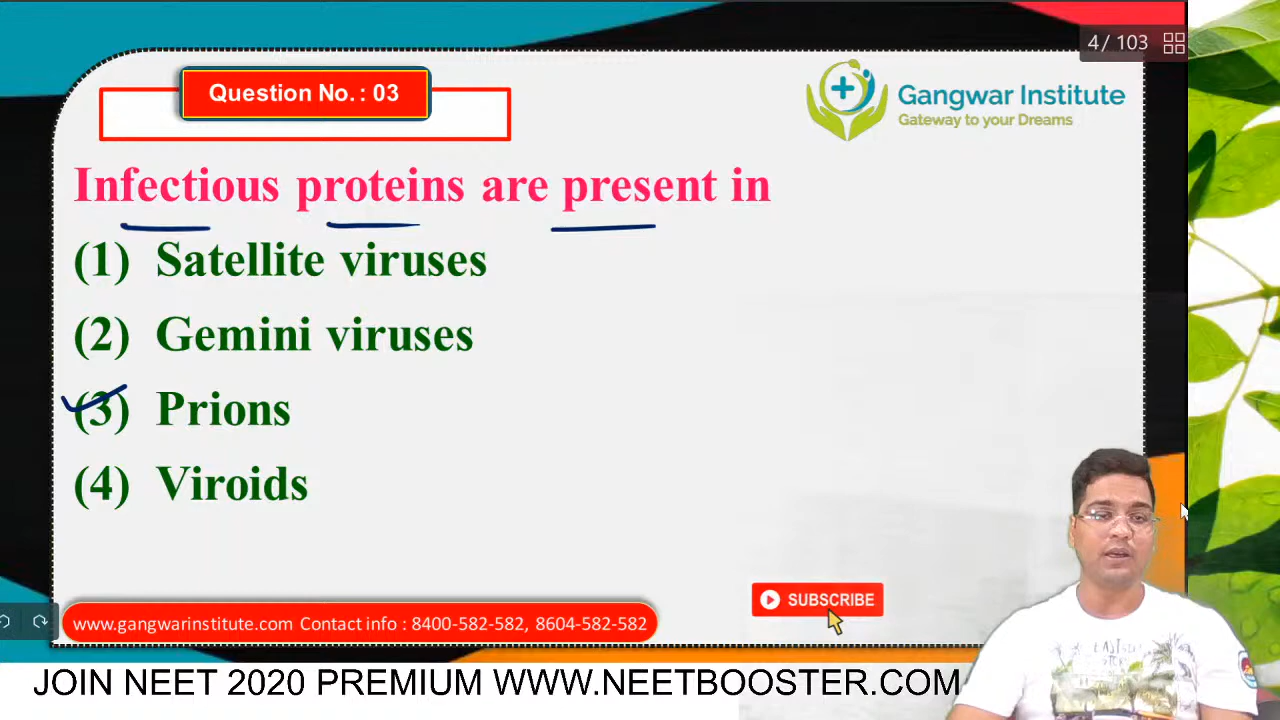 4 / 103
Question No. : 03
Gangwar Institute
Gateway to your Dreams
Infectious proteins are present in
(1) Satellite viruses
(2) Gemini viruses
(3) Prions
(4) Viroids
SUBSCRIBE
www.gangwarinstitute.com Contact info : 8400-582-582, 8604-582-582
JOIN NEET 2020 PREMIUM WWW.NEETBOOSTER.COM